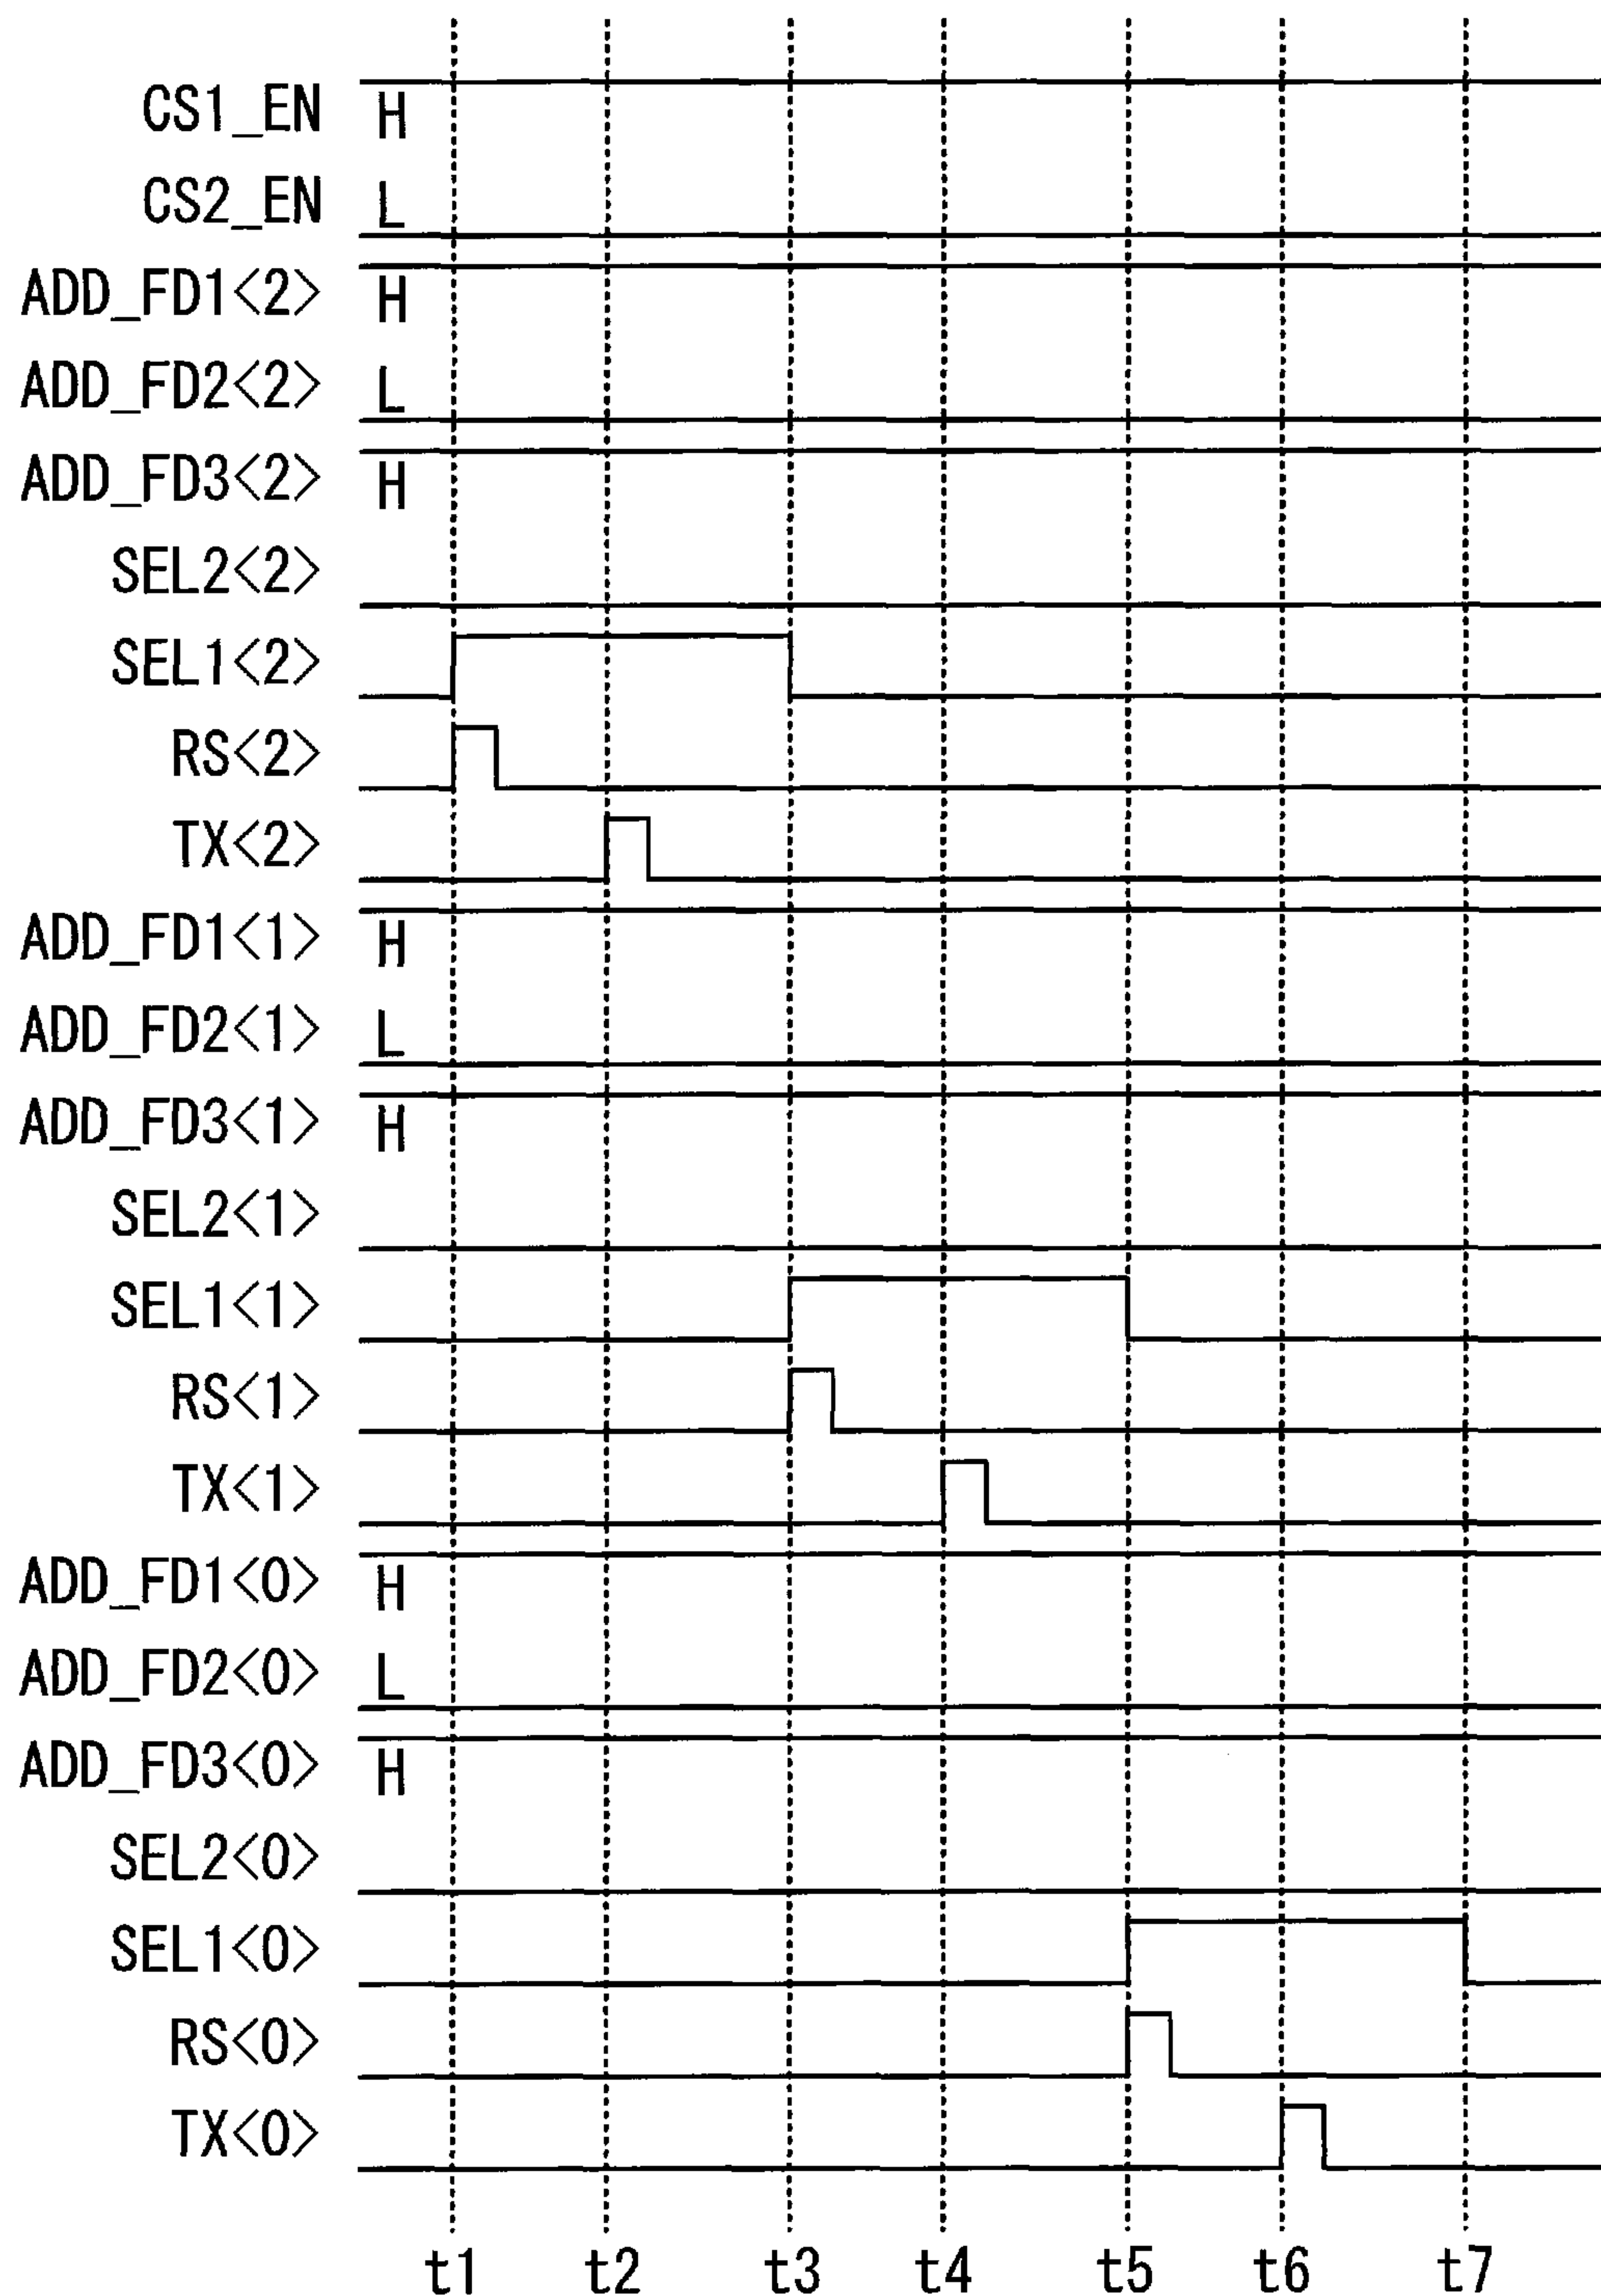 CS1_EN H
CS2_EN L
ADD_FD1<2> H
ADD_FD2<2> L
ADD_FD3<2> H
SEL2<2>
SEL1<2>
RS<2>
TX<2>
ADD_FD1<1> H
ADD_FD2<1> L
ADD_FD3<1> H
SEL2<1>
SEL1<1>
RS<1>
TX<1>
ADD_FD1<0> H
ADD_FD2<0> L
ADD_FD3<0> H
SEL2<0>
SEL1<0>
RS<0>
TX<0>
t1 t2 t3 t4 t5 t6 t7